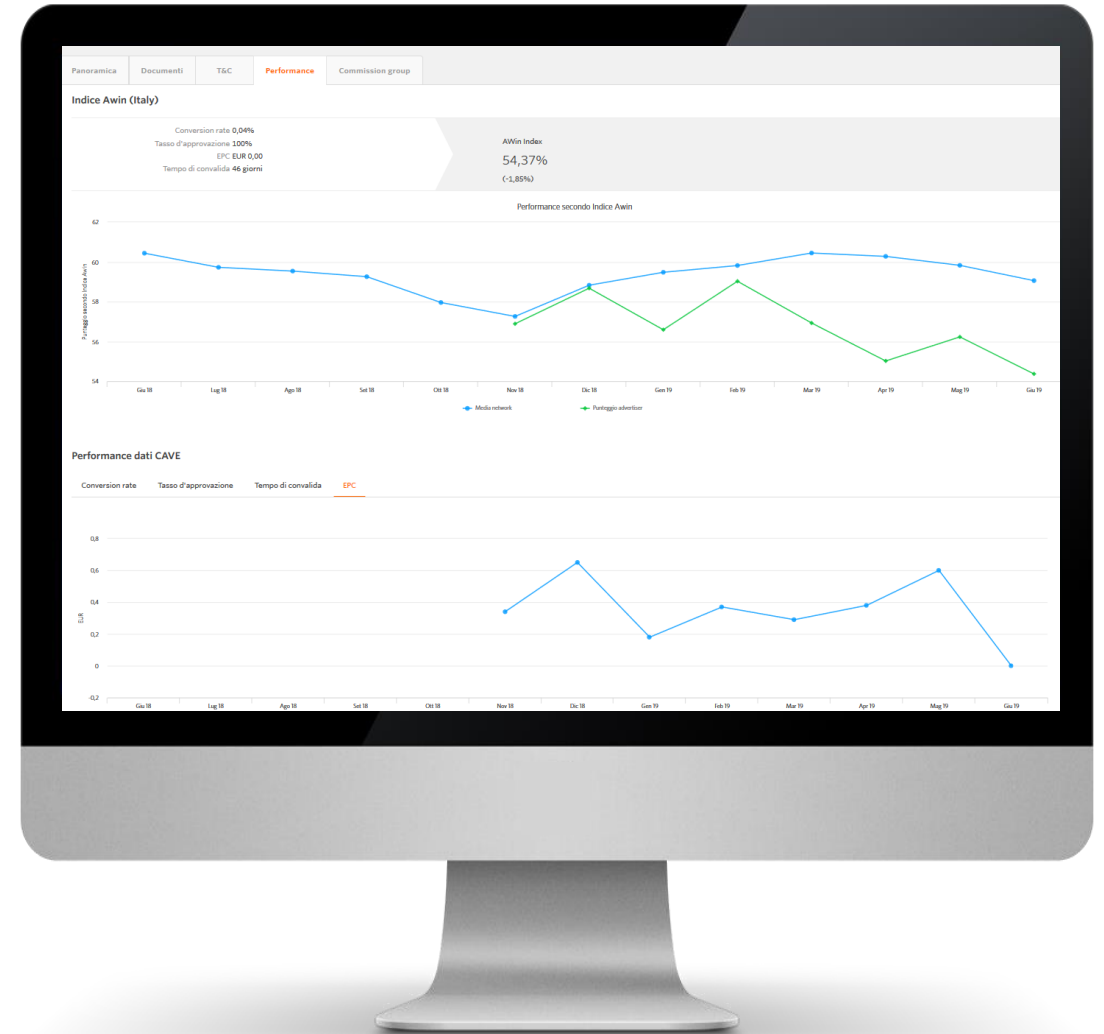 Panoramica Documenti T&C Performance Commission group
Indice Awin (Italy)
Conversion rate 0,04%
Tasso d'approvazione 100%
EPC EUR 0,00
Tempo di convalida 46 giorni
AWin Index
54,37%
(-1,85%)
Performance secondo Indice Awin
Punteggio secondo Indice Awin
62
60
58
56
54
Giu 18 Lug 18 Ago 18 Set 18 Ott 18 Nov 18 Dic 18 Gen 19 Feb 19 Mar 19 Apr 19 Mag 19 Giu 19
Media network Punteggio advertiser
Performance dati CAVE
Conversion rate Tasso d'approvazione Tempo di convalida EPC
EUR
0,8
0,6
0,4
0,2
0
-0,2
Giu 18 Lug 18 Ago 18 Set 18 Ott 18 Nov 18 Dic 18 Gen 19 Feb 19 Mar 19 Apr 19 Mag 19 Giu 19